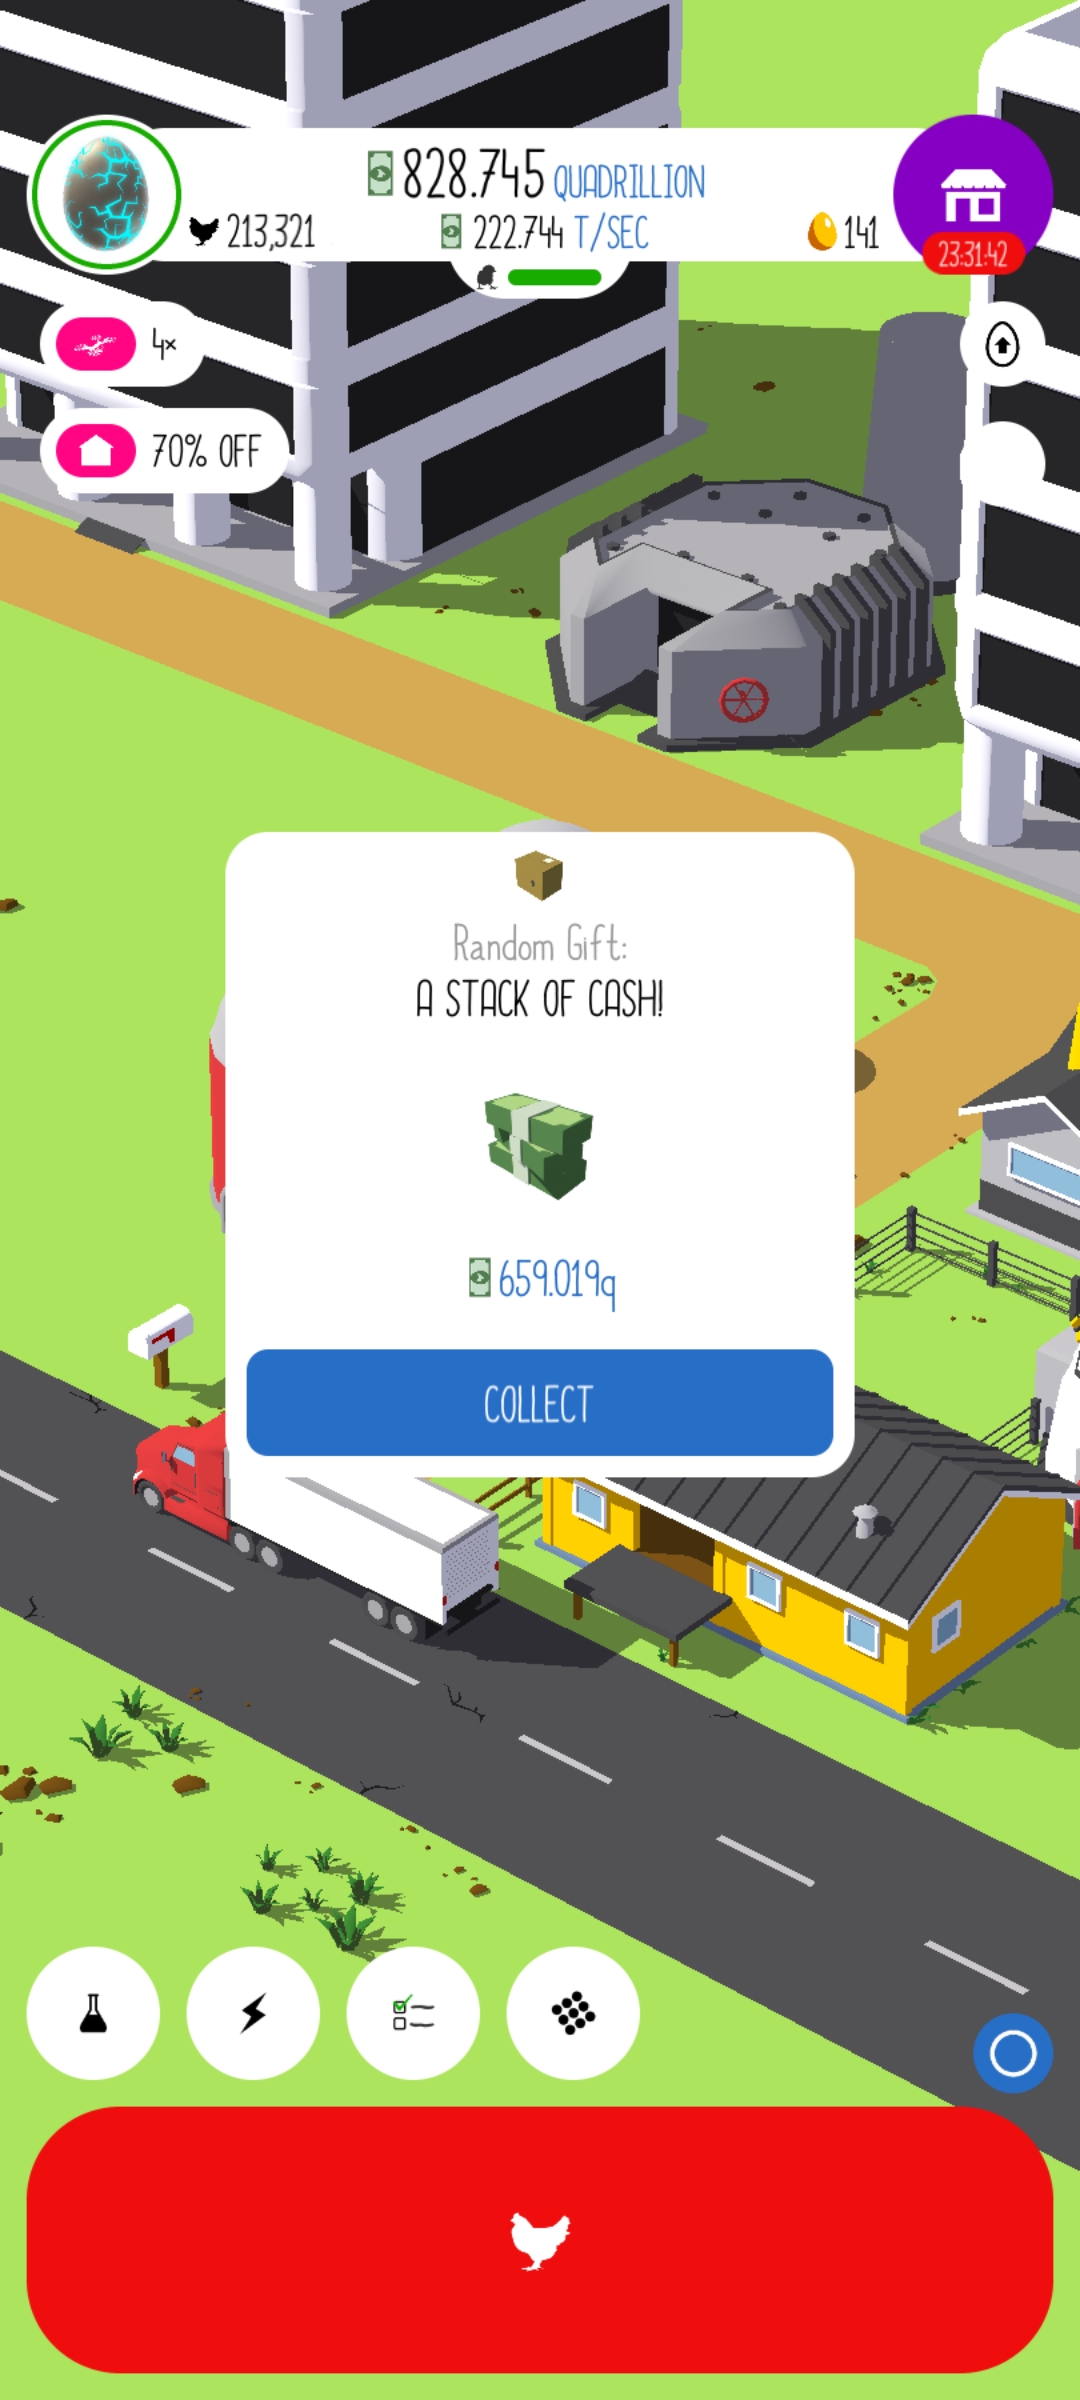 828.745 QUADRILLION
213,321
222.744 T/SEC
141
23:31:42
4×
70% OFF
Random Gift:
A STACK OF CASH!
659.019q
COLLECT